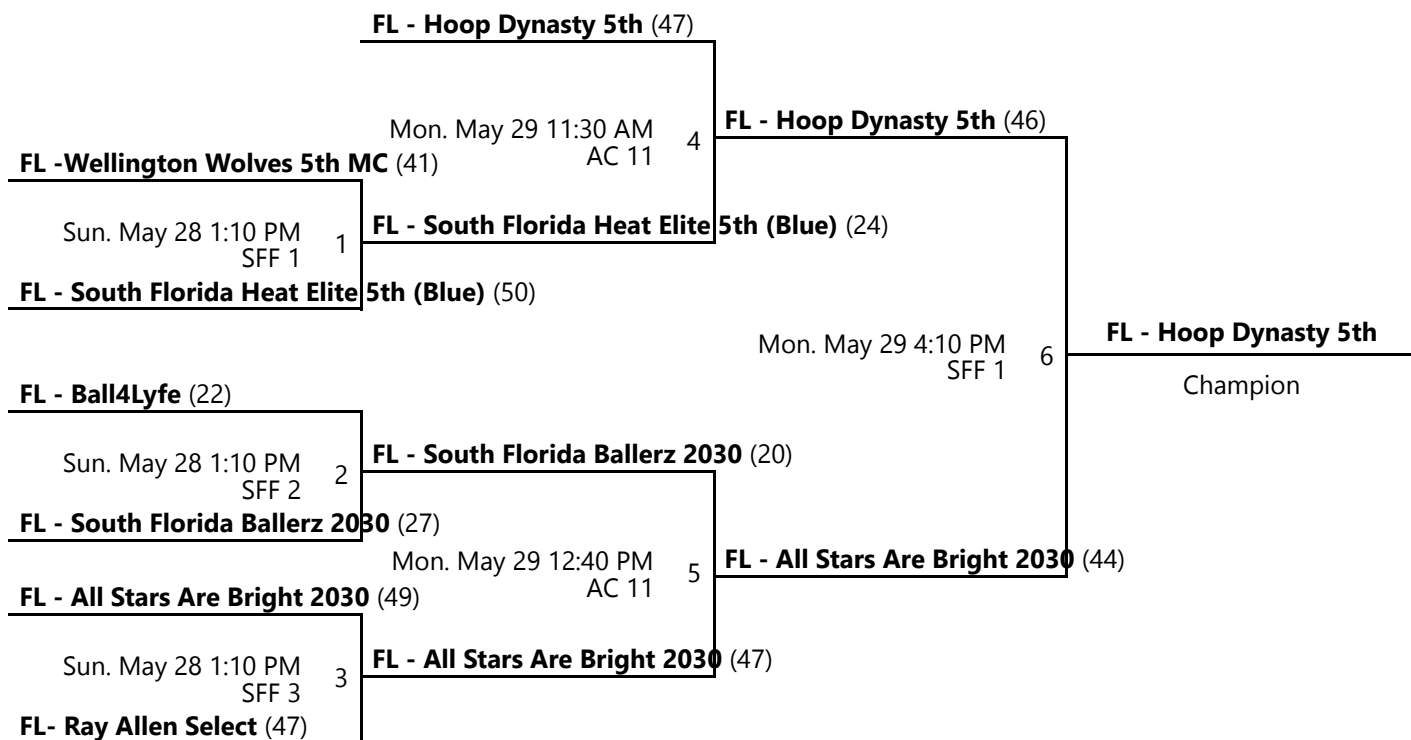 FL - Hoop Dynasty 5th (47)
Mon. May 29 11:30 AM
AC 11
4
FL - Hoop Dynasty 5th (46)
FL -Wellington Wolves 5th MC (41)
Sun. May 28 1:10 PM
SFF 1
1
FL - South Florida Heat Elite 5th (Blue) (24)
FL - South Florida Heat Elite 5th (Blue) (50)
Mon. May 29 4:10 PM
SFF 1
6
FL - Hoop Dynasty 5th
Champion
FL - Ball4Lyfe (22)
Sun. May 28 1:10 PM
SFF 2
2
FL - South Florida Ballerz 2030 (20)
FL - South Florida Ballerz 2030 (27)
Mon. May 29 12:40 PM
AC 11
5
FL - All Stars Are Bright 2030 (44)
FL - All Stars Are Bright 2030 (49)
Sun. May 28 1:10 PM
SFF 3
3
FL - All Stars Are Bright 2030 (47)
FL- Ray Allen Select (47)